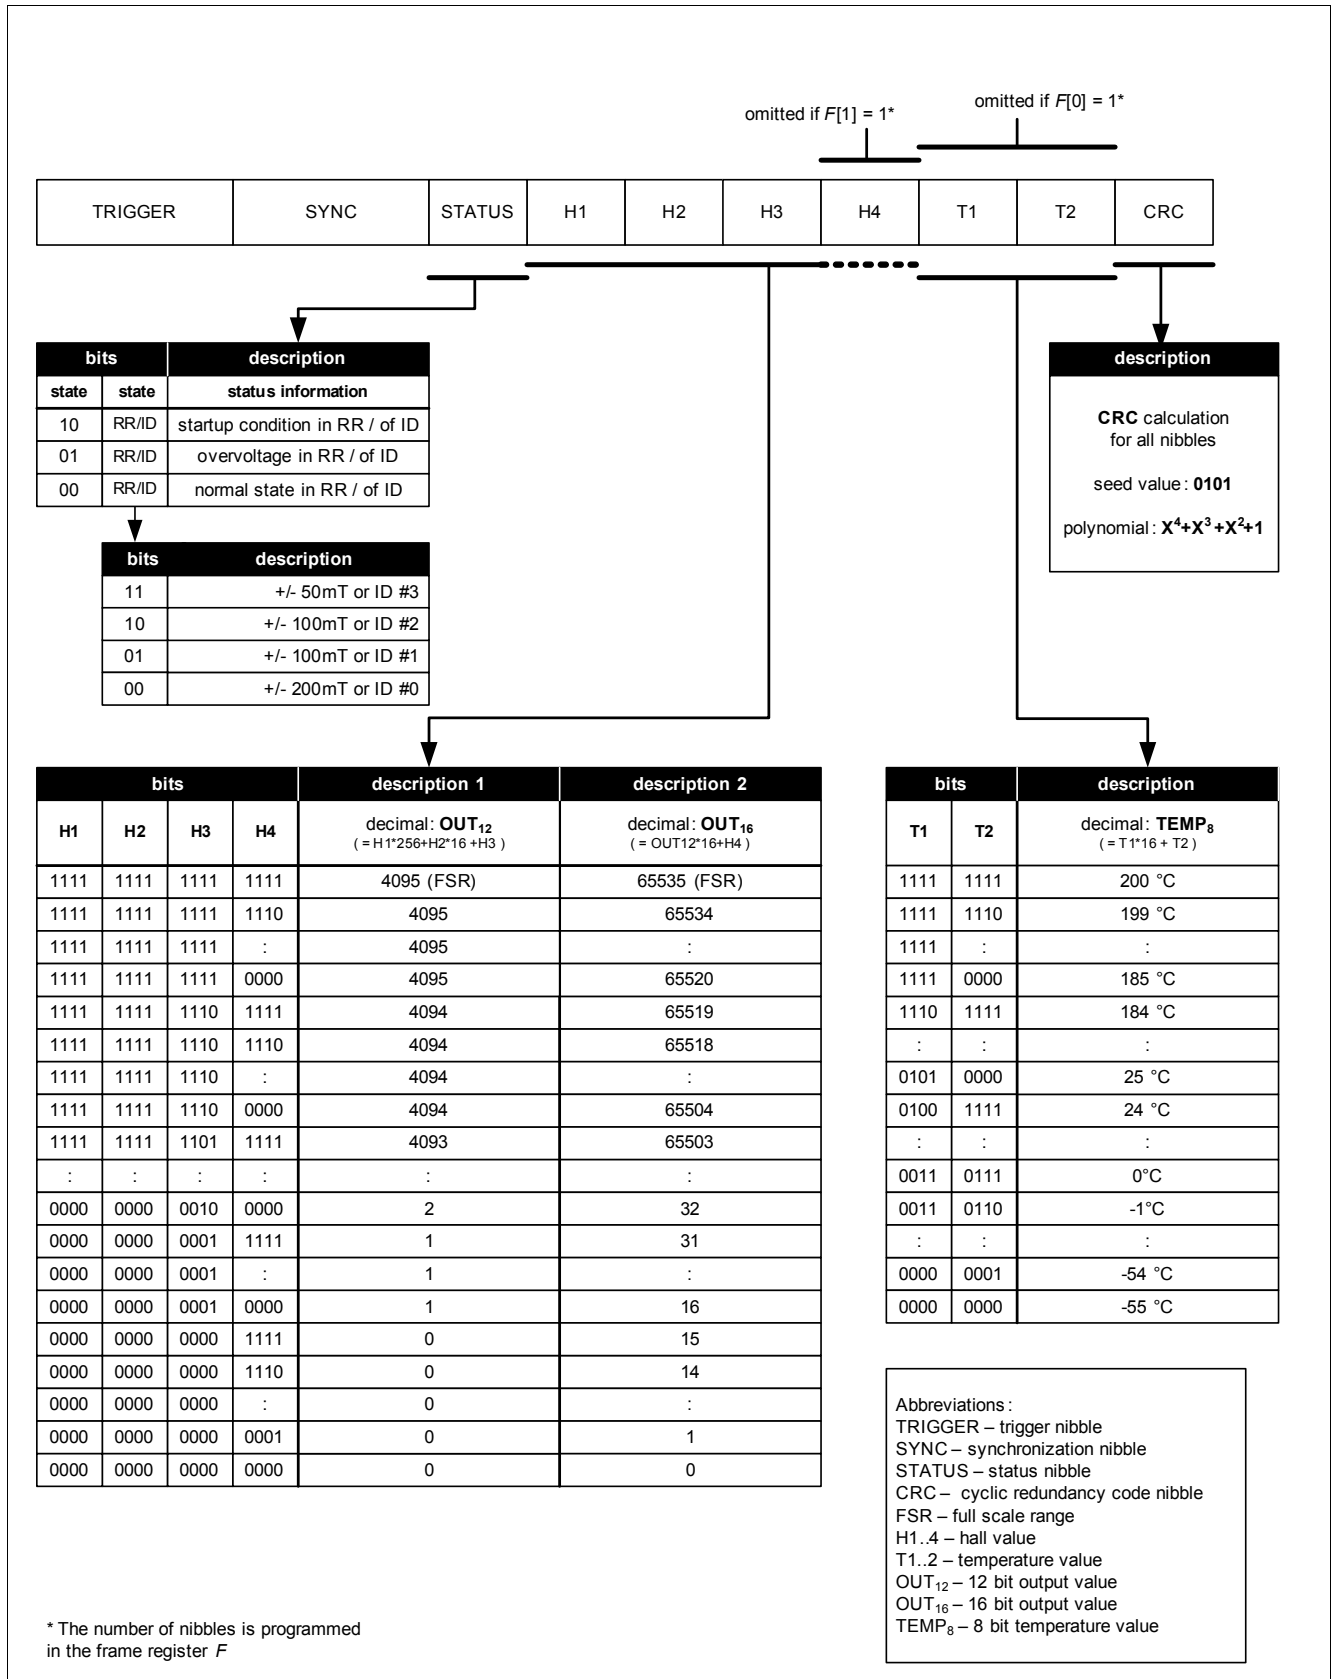 omitted if F[1] = 1*
omitted if F[0] = 1*
TRIGGER SYNC STATUS H1 H2 H3 H4 T1 T2 CRC
bits description
state state status information
10 RR/ID startup condition in RR / of ID
01 RR/ID overvoltage in RR / of ID
00 RR/ID normal state in RR / of ID
bits description
11 +/- 50mT or ID #3
10 +/- 100mT or ID #2
01 +/- 100mT or ID #1
00 +/- 200mT or ID #0
description
CRC calculation
for all nibbles
seed value: 0101
polynomial: X⁴+X³+X²+1
bits description 1 description 2
H1 H2 H3 H4 decimal: OUT₁₂ decimal: OUT₁₆
( = H1*256+H2*16 +H3 ) ( = OUT12*16+H4 )
1111 1111 1111 1111 4095 (FSR) 65535 (FSR)
1111 1111 1111 1110 4095 65534
1111 1111 1111 : 4095 :
1111 1111 1111 0000 4095 65520
1111 1111 1110 1111 4094 65519
1111 1111 1110 1110 4094 65518
1111 1111 1110 : 4094 :
1111 1111 1110 0000 4094 65504
1111 1111 1101 1111 4093 65503
: : : : : :
0000 0000 0010 0000 2 32
0000 0000 0001 1111 1 31
0000 0000 0001 : 1 :
0000 0000 0001 0000 1 16
0000 0000 0000 1111 0 15
0000 0000 0000 1110 0 14
0000 0000 0000 : 0 :
0000 0000 0000 0001 0 1
0000 0000 0000 0000 0 0
bits description
T1 T2 decimal: TEMP₈
( = T1*16 + T2 )
1111 1111 200 °C
1111 1110 199 °C
1111 : :
1111 0000 185 °C
1110 1111 184 °C
: : :
0101 0000 25 °C
0100 1111 24 °C
: : :
0011 0111 0°C
0011 0110 -1°C
: : :
0000 0001 -54 °C
0000 0000 -55 °C
Abbreviations:
TRIGGER – trigger nibble
SYNC – synchronization nibble
STATUS – status nibble
CRC – cyclic redundancy code nibble
FSR – full scale range
H1..4 – hall value
T1..2 – temperature value
OUT₁₂ – 12 bit output value
OUT₁₆ – 16 bit output value
TEMP₈ – 8 bit temperature value
* The number of nibbles is programmed
in the frame register F